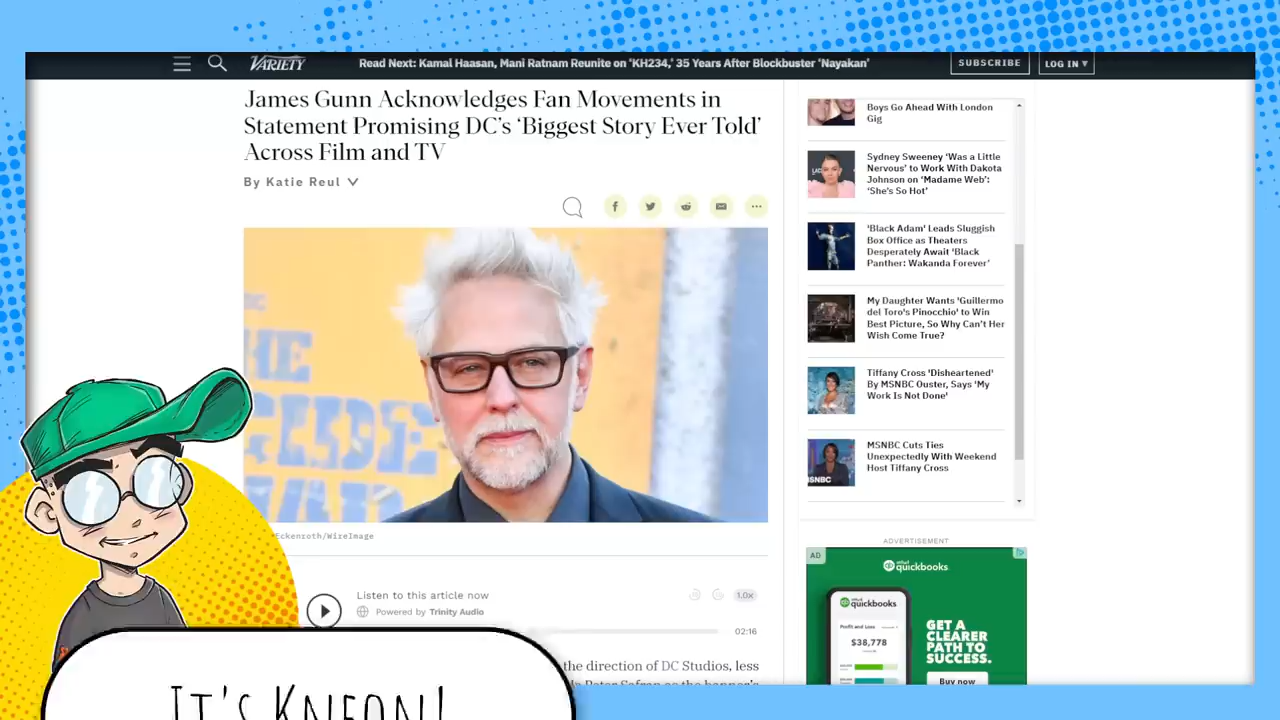 VARIETY
Read Next: Kamal Haasan, Mani Ratnam Reunite on 'KH234,' 35 Years After Blockbuster 'Nayakan'
SUBSCRIBE
LOG IN ▾
James Gunn Acknowledges Fan Movements in
Statement Promising DC's 'Biggest Story Ever Told'
Across Film and TV
By Katie Reul
Eckenroth/WireImage
Listen to this article now
Powered by Trinity Audio
1.0x
02:16
the direction of DC Studios, less
Peter Safran as the banner's
IT'S KNEON!
Boys Go Ahead With London
Gig
Sydney Sweeney 'Was a Little
Nervous' to Work With Dakota
Johnson on 'Madame Web':
'She's So Hot'
'Black Adam' Leads Sluggish
Box Office as Theaters
Desperately Await 'Black
Panther: Wakanda Forever'
My Daughter Wants 'Guillermo
del Toro's Pinocchio' to Win
Best Picture, So Why Can't Her
Wish Come True?
Tiffany Cross 'Disheartened'
By MSNBC Ouster, Says 'My
Work Is Not Done'
MSNBC Cuts Ties
Unexpectedly With Weekend
Host Tiffany Cross
MSNBC
ADVERTISEMENT
AD
quickbooks
quickbooks
Profit and Loss
$38,778
GET A
CLEARER
PATH TO
SUCCESS.
Buy now